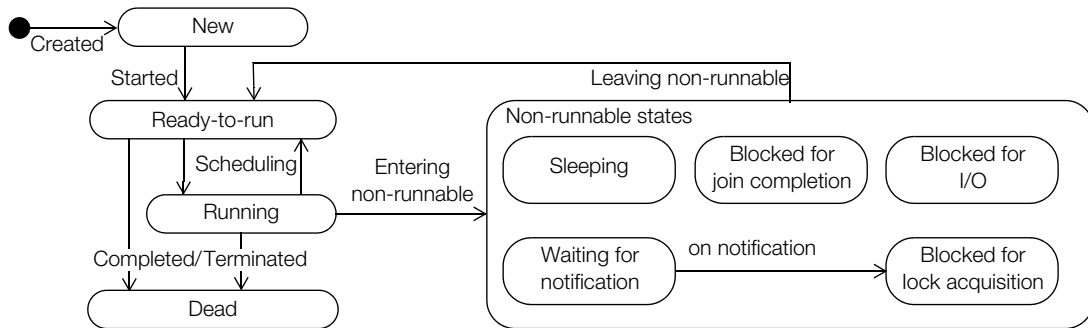 New
Created
Started
Leaving non-runnable
Ready-to-run
Non-runnable states
Scheduling
Entering
non-runnable
Sleeping
Blocked for
join completion
Blocked for
I/O
Running
Completed/Terminated
Waiting for
notification
on notification
Blocked for
lock acquisition
Dead